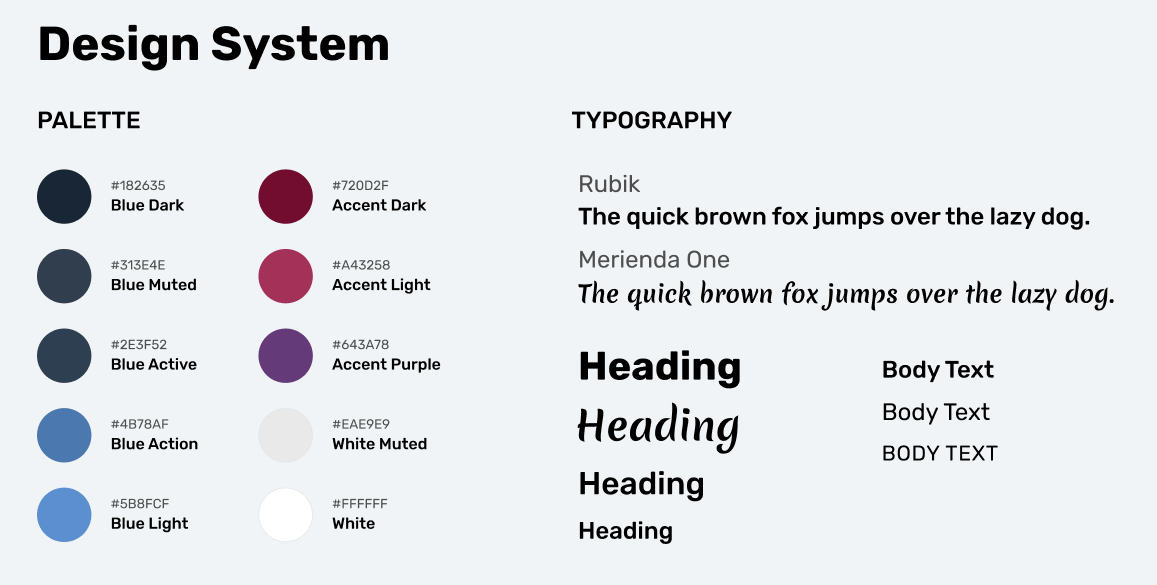 Design System
PALETTE
#182635
Blue Dark
#313E4E
Blue Muted
#2E3F52
Blue Active
#4B78AF
Blue Action
#5B8FCF
Blue Light
#720D2F
Accent Dark
#A43258
Accent Light
#643A78
Accent Purple
#EAE9E9
White Muted
#FFFFFF
White
TYPOGRAPHY
Rubik
The quick brown fox jumps over the lazy dog.
Merienda One
The quick brown fox jumps over the lazy dog.
Heading
Heading
Heading
Heading
Body Text
Body Text
BODY TEXT